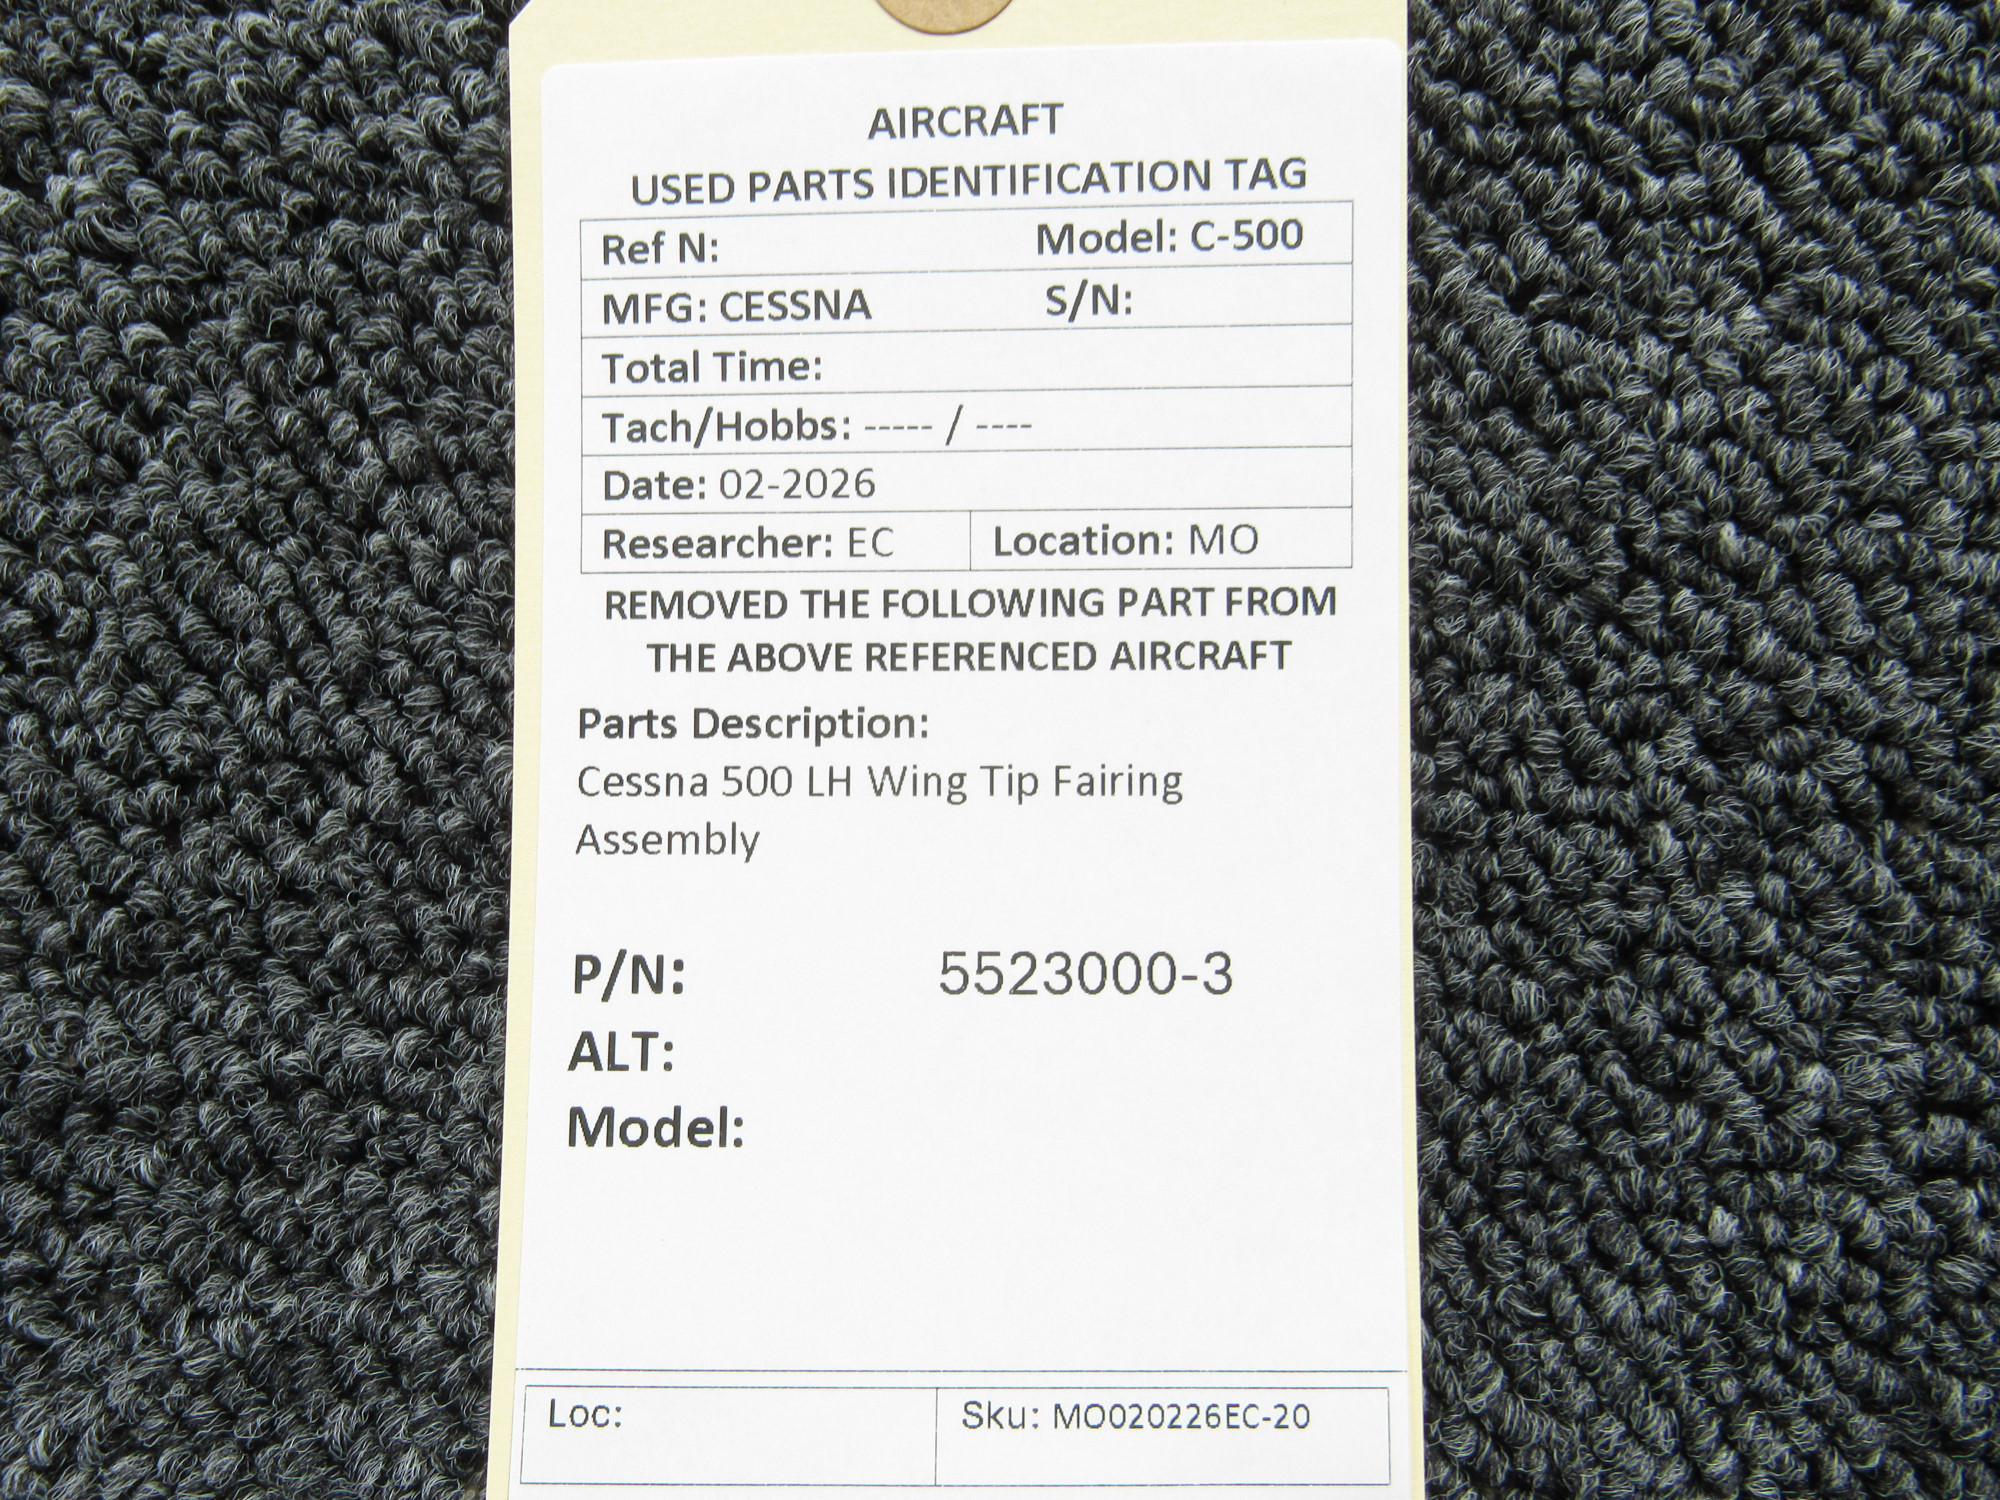 AIRCRAFT
USED PARTS IDENTIFICATION TAG
Ref N: Model: C-500
MFG: CESSNA S/N:
Total Time:
Tach/Hobbs: ----- / ----
Date: 02-2026
Researcher: EC Location: MO
REMOVED THE FOLLOWING PART FROM
THE ABOVE REFERENCED AIRCRAFT
Parts Description:
Cessna 500 LH Wing Tip Fairing
Assembly
P/N: 5523000-3
ALT:
Model:
Loc: Sku: MO020226EC-20